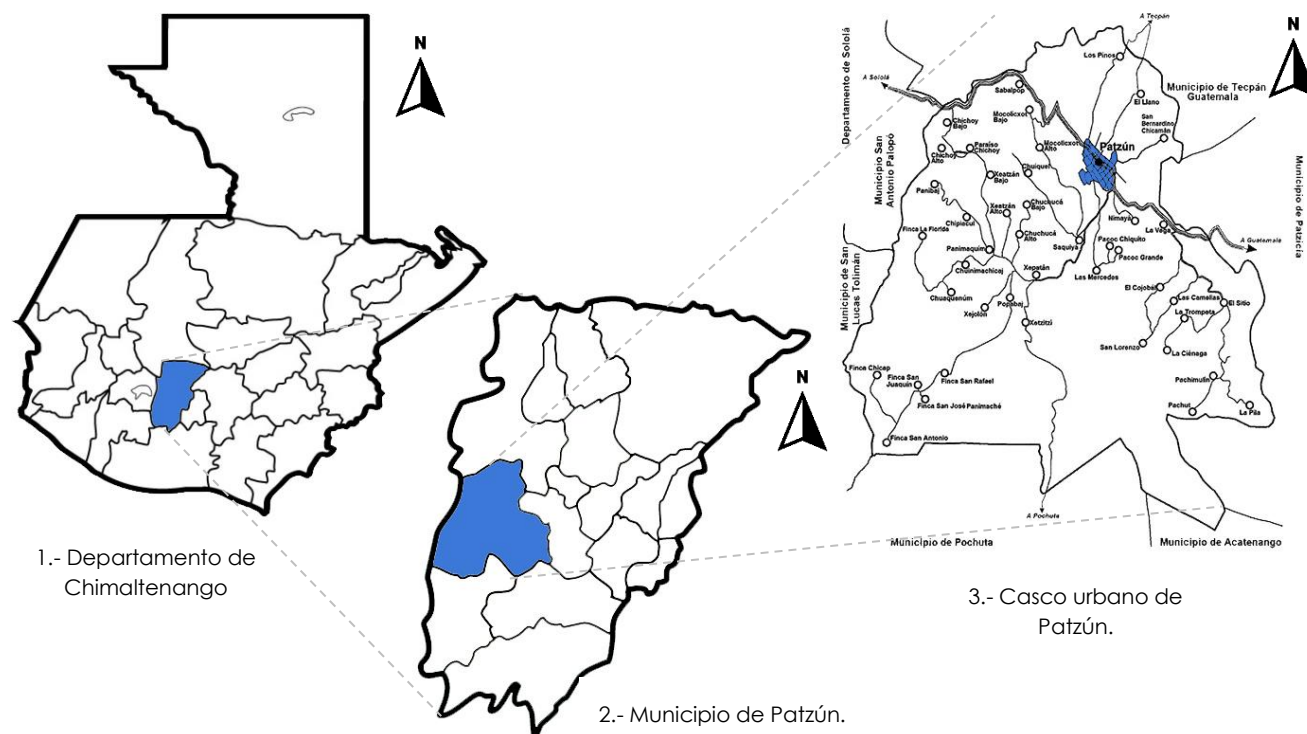 N
1.- Departamento de
Chimaltenango
N
2.- Municipio de Patzún.
N
A Tecpán
Departamento de Sololá
A Sololá
Los Pinos
Municipio de Tecpán
Guatemala
Sabalpop
El Llano
Chichoy
Bajo
Mocolicxot
Bajo
San
Bernardino
Chicamán
Municipio San
Antonio Palopó
Chichoy
Alto
Paraíso
Chichoy
Mocolicxot
Alto
Patzún
Municipio de Patzicía
Panibaj
Xeatzán
Bajo
Chuiquel
Chipiacul
Xeatzán
Alto
Chuchucá
Bajo
Nimayá
La Vega
A Guatemala
Finca La Florida
Panimaquim
Chuchucá
Alto
Saquiyá
Pacoc Chiquito
Pacoc Grande
Municipio de San
Lucas Tolimán
Chuinimachicaj
Xepatán
Las Mercedes
Chuaquenúm
Xejolón
Popabaj
El Cojobal
Las Camelias
El Sitio
La Trompeta
Xetzitzí
San Lorenzo
La Ciénaga
Finca Chicap
Finca San
Juaquín
Finca San Rafael
Finca San José Panimaché
Pachimulin
Pachut
La Pila
Finca San Antonio
A Pochuta
Municipio de Pochuta
Municipio de Acatenango
3.- Casco urbano de
Patzún.